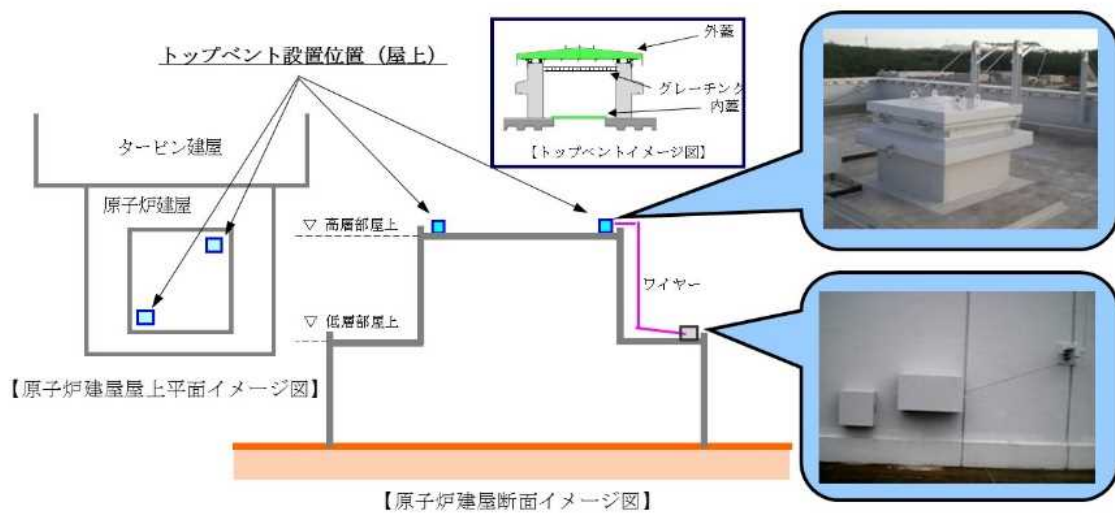 トップベント設置位置（屋上）
外蓋
グレーチング
内蓋
【トップベントイメージ図】
タービン建屋
原子炉建屋
▽ 高層部屋上
ワイヤー
▽ 低層部屋上
【原子炉建屋屋上平面イメージ図】
【原子炉建屋断面イメージ図】